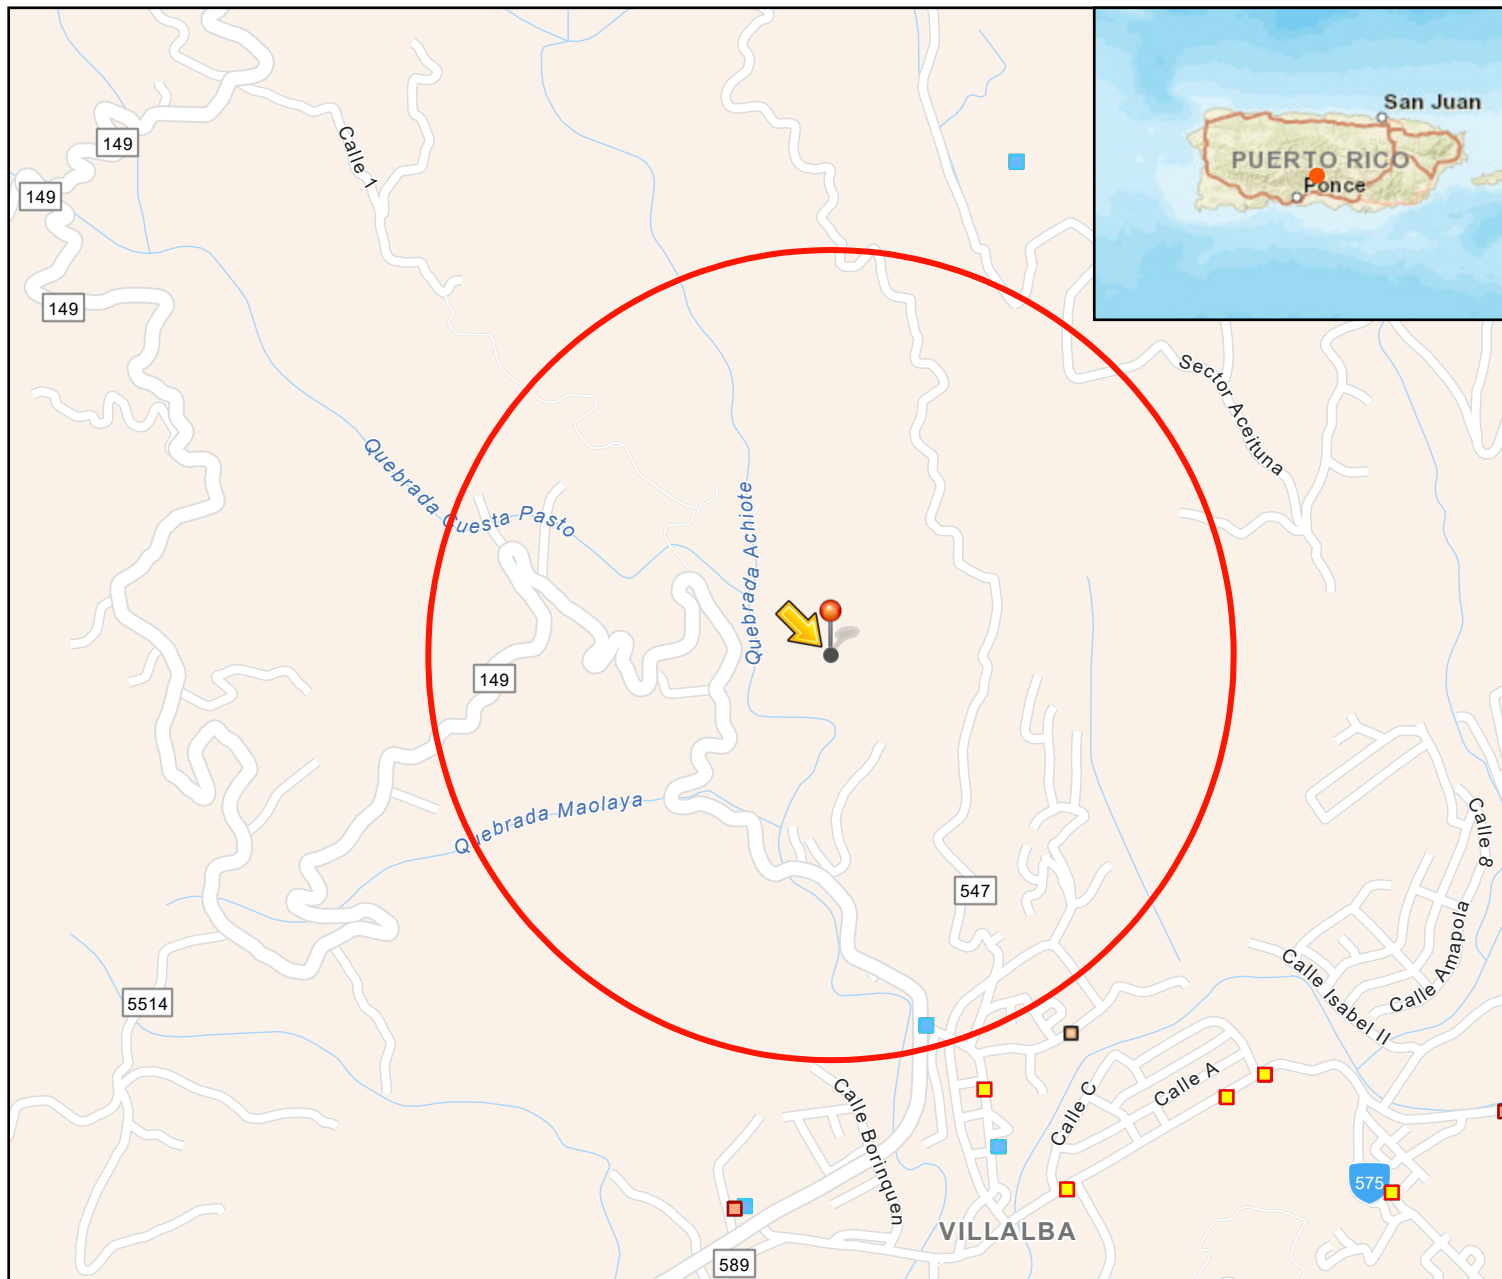 San Juan
PUERTO RICO
Ponce
149
Calle 1
149
149
Sector Aceituna
Quebrada Cuesta Pasto
Quebrada Achiote
149
Quebrada Maolaya
547
Calle 8
Calle Amapola
Calle Isabel II
5514
Calle A
Calle C
Calle Borinquen
575
VILLALBA
589